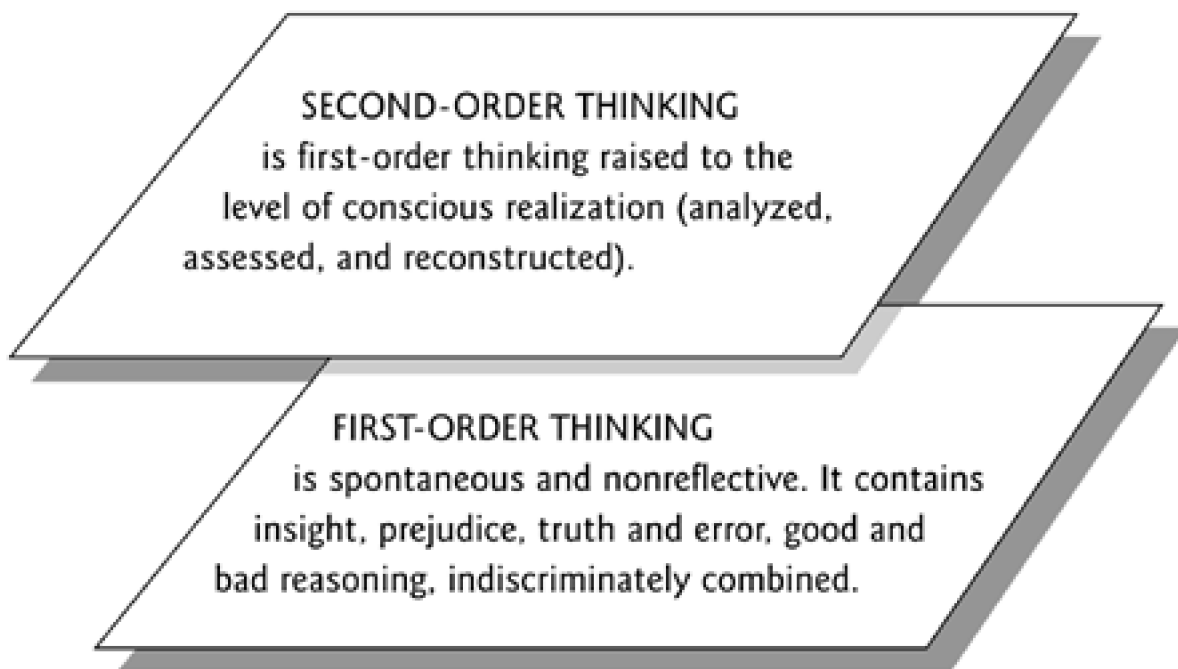 SECOND-ORDER THINKING
is first-order thinking raised to the
level of conscious realization (analyzed,
assessed, and reconstructed).
FIRST-ORDER THINKING
is spontaneous and nonreflective. It contains
insight, prejudice, truth and error, good and
bad reasoning, indiscriminately combined.